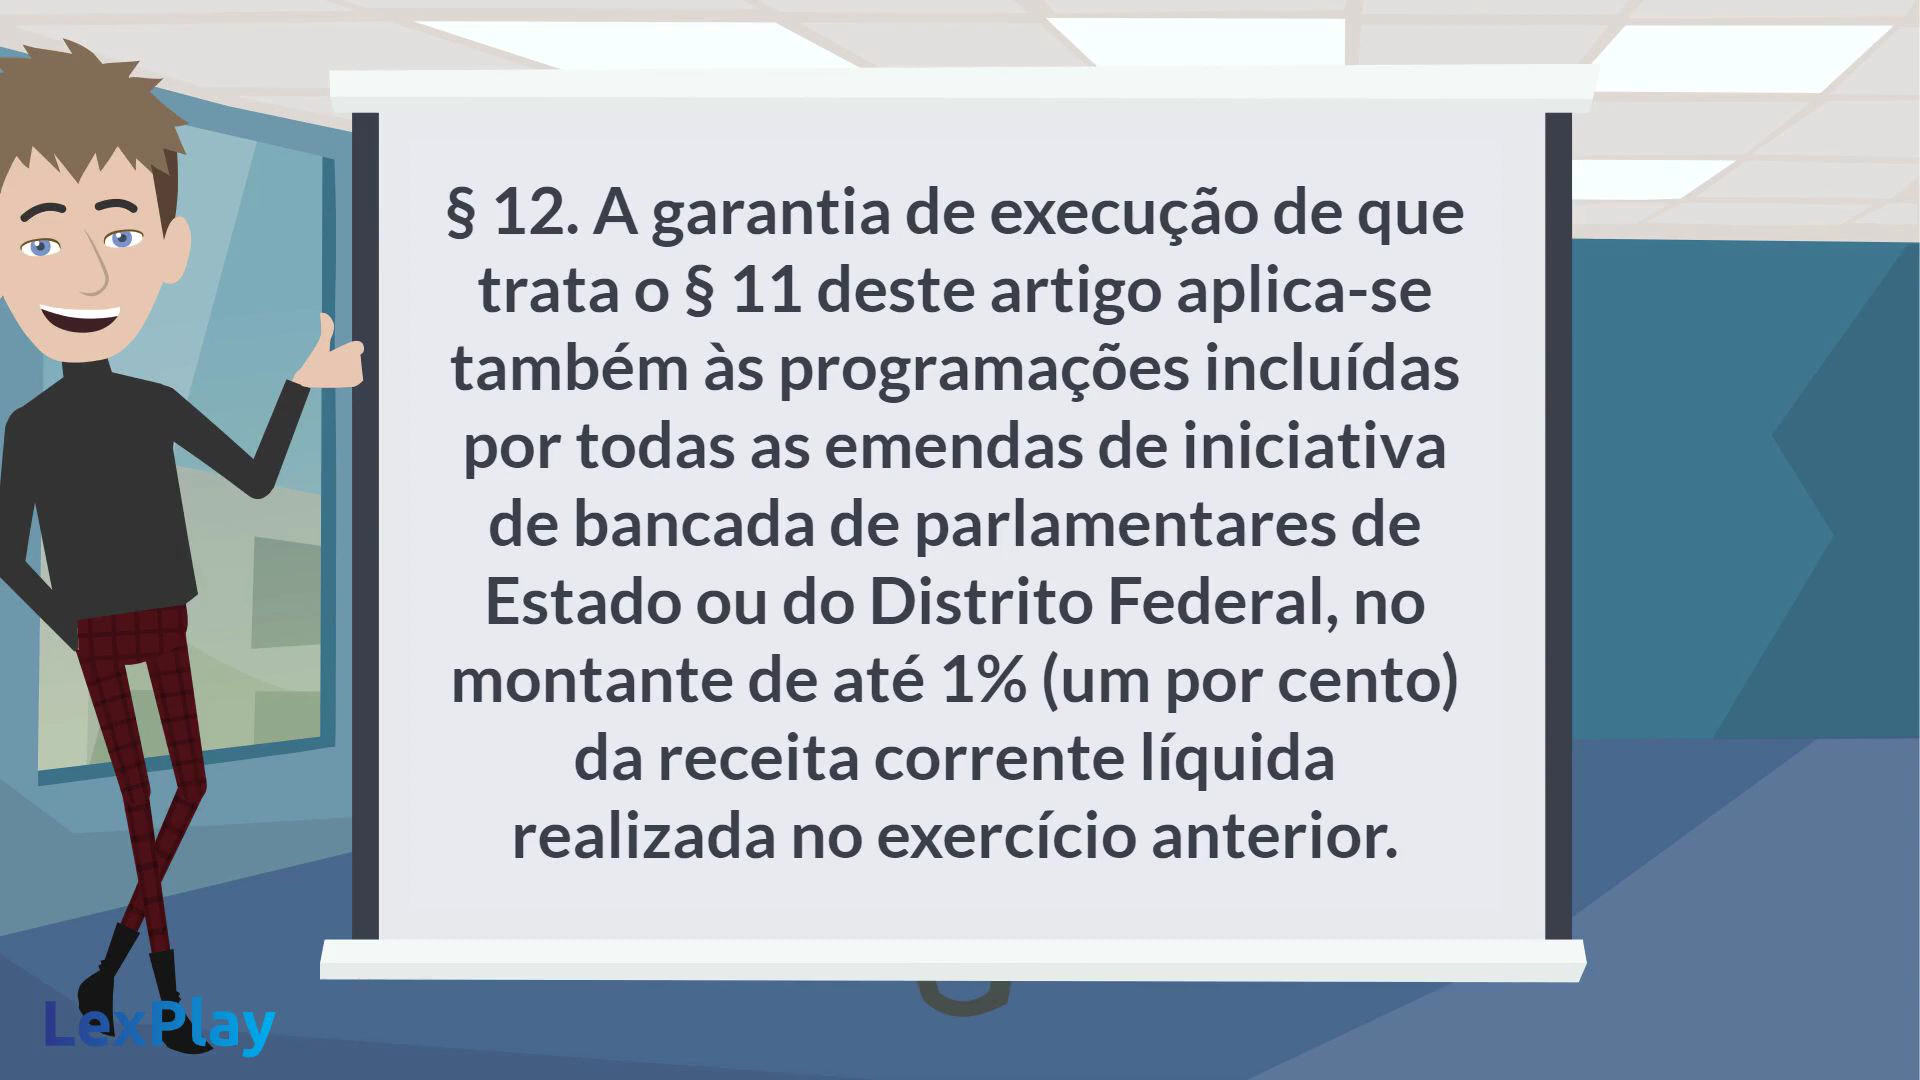 § 12. A garantia de execução de que
trata o § 11 deste artigo aplica-se
também às programações incluídas
por todas as emendas de iniciativa
de bancada de parlamentares de
Estado ou do Distrito Federal, no
montante de até 1% (um por cento)
da receita corrente líquida
realizada no exercício anterior.
LexPlay